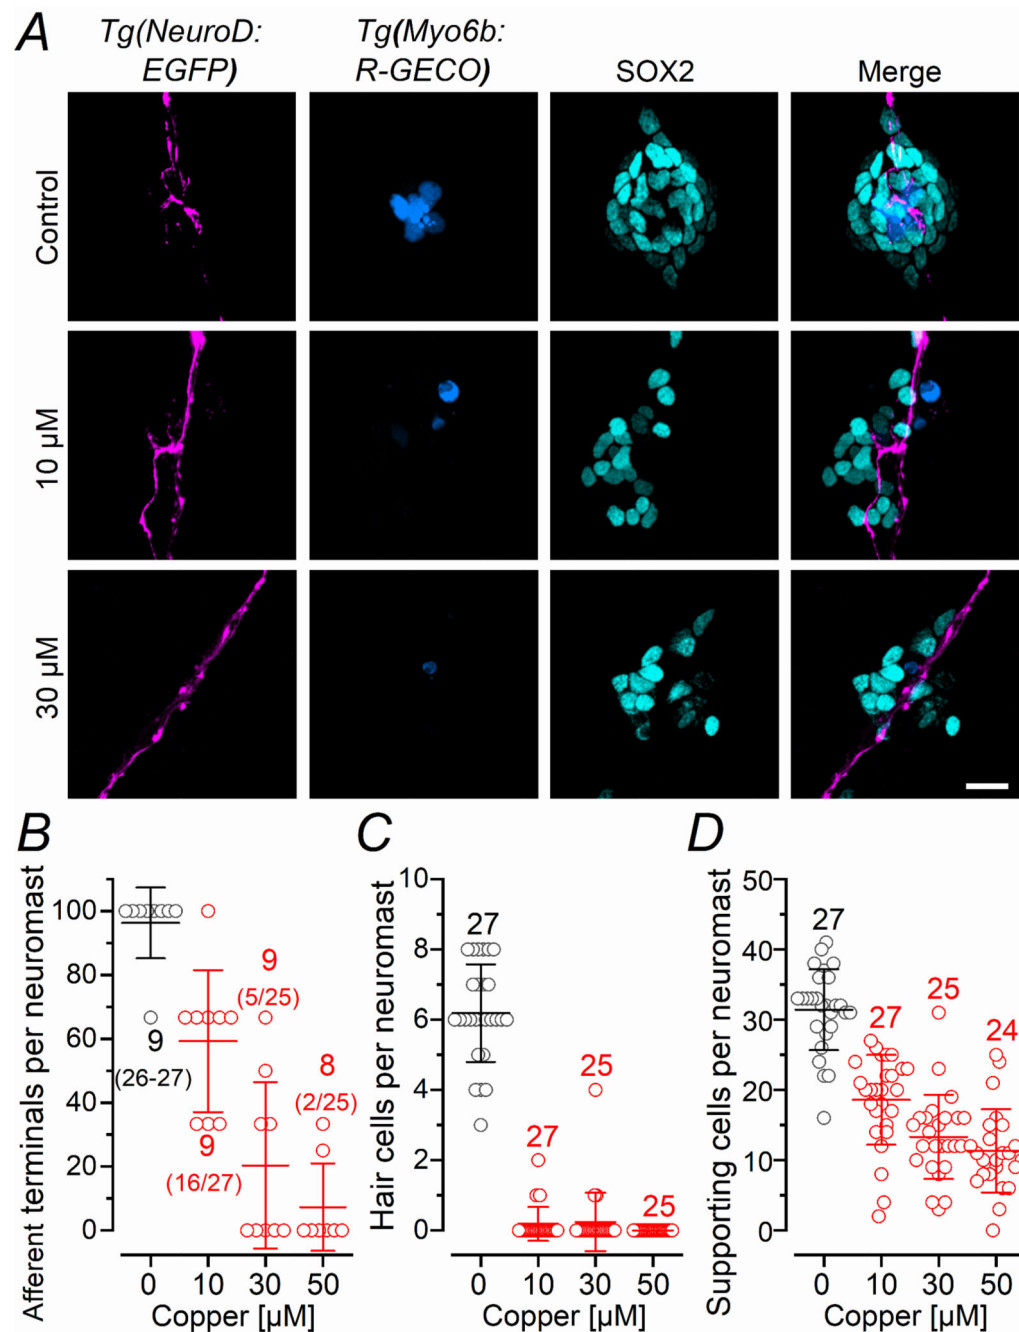 A
Tg(NeuroD:
EGFP)
Tg(Myo6b:
R-GECO)
SOX2
Merge
Control
10 µM
30 µM
B
Afferent terminals per neuromast
100
80
60
40
20
0
9
(26-27)
9
(16/27)
9
(5/25)
8
(2/25)
0 10 30 50
Copper [µM]
C
Hair cells per neuromast
10
8
6
4
2
0
27
27
25
25
0 10 30 50
Copper [µM]
D
Supporting cells per neuromast
50
40
30
20
10
0
27
27
25
24
0 10 30 50
Copper [µM]